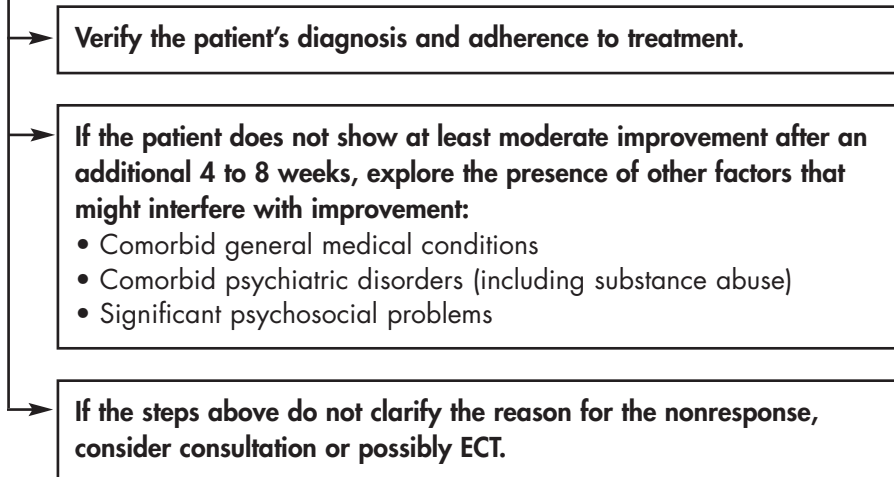 Verify the patient’s diagnosis and adherence to treatment.
If the patient does not show at least moderate improvement after an
additional 4 to 8 weeks, explore the presence of other factors that
might interfere with improvement:
• Comorbid general medical conditions
• Comorbid psychiatric disorders (including substance abuse)
• Significant psychosocial problems
If the steps above do not clarify the reason for the nonresponse,
consider consultation or possibly ECT.